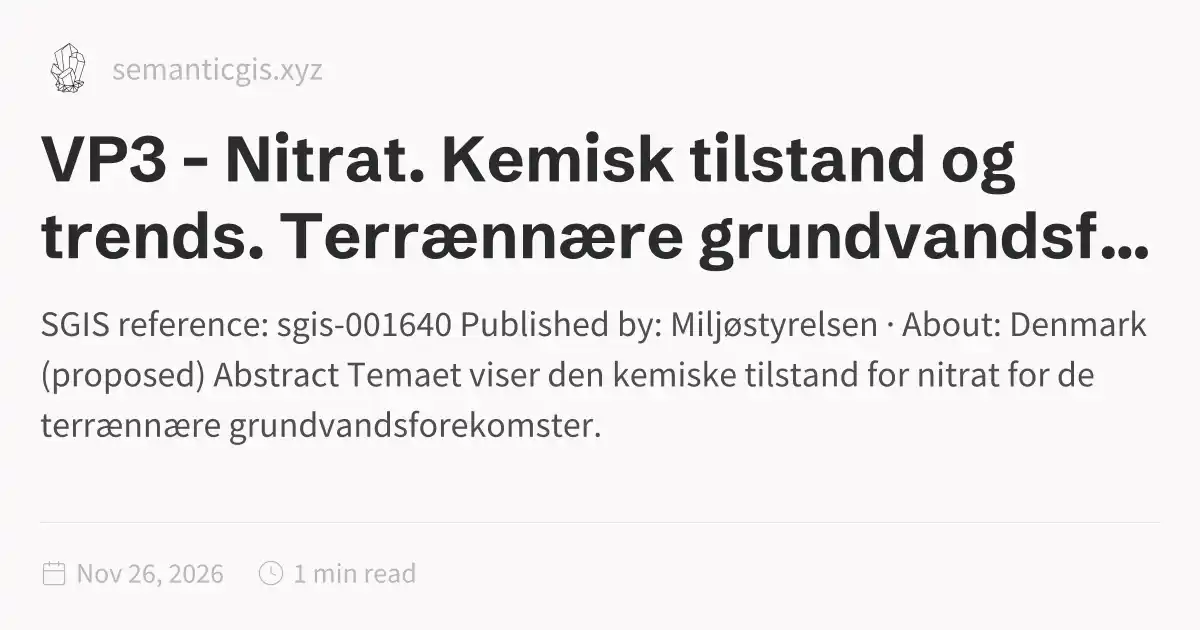 semanticgis.xyz
VP3 - Nitrat. Kemisk tilstand og
trends. Terrænnære grundvandsf...
SGIS reference: sgis-001640 Published by: Miljøstyrelsen · About: Denmark
(proposed) Abstract Temaet viser den kemiske tilstand for nitrat for de
terrænnære grundvandsforekomster.
Nov 26, 2026 1 min read